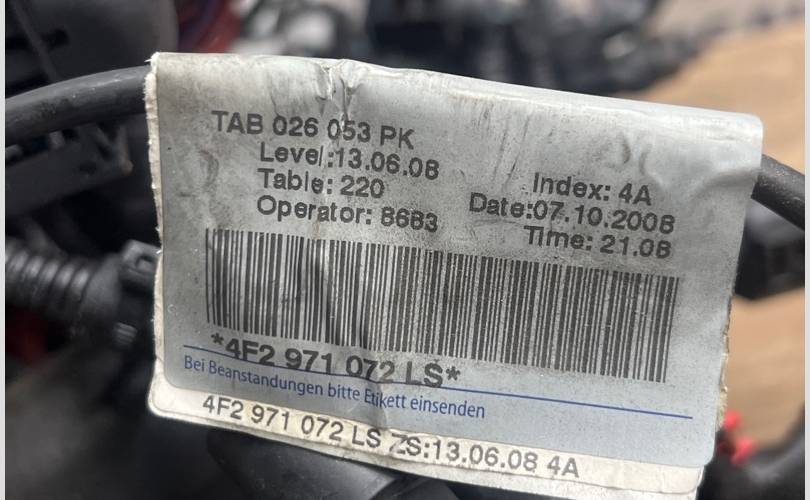 TAB 026 053 PK
Level:13.06.08
Index: 4A
Table: 220
Date:07.10.2008
Operator: 8683
Time: 21.08
*4F2 971 072 LS*
Bei Beanstandungen bitte Etikett einsenden
4F2 971 072 LS ZS:13.06.08 4A